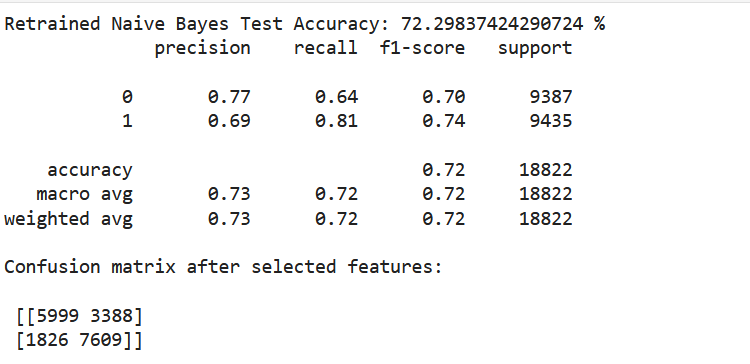 Retrained Naive Bayes Test Accuracy: 72.29837424290724 %
precision recall f1-score support
0 0.77 0.64 0.70 9387
1 0.69 0.81 0.74 9435
accuracy 0.72 18822
macro avg 0.73 0.72 0.72 18822
weighted avg 0.73 0.72 0.72 18822
Confusion matrix after selected features:
[[5999 3388]
[1826 7609]]